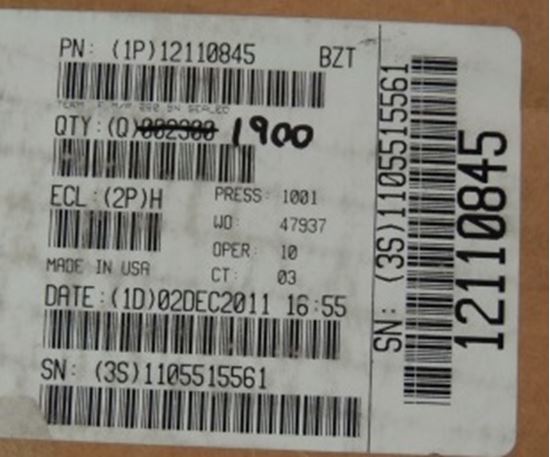 PN: (1P)12110845 BZT
QTY:(Q)002300 1900
ECL:(2P)H
PRESS: 1001
WO: 47937
OPER: 10
CT: 03
MADE IN USA
DATE:(1D)02DEC2011 16:55
SN: (3S)1105515561
SN: (3S)1105515561
12110845